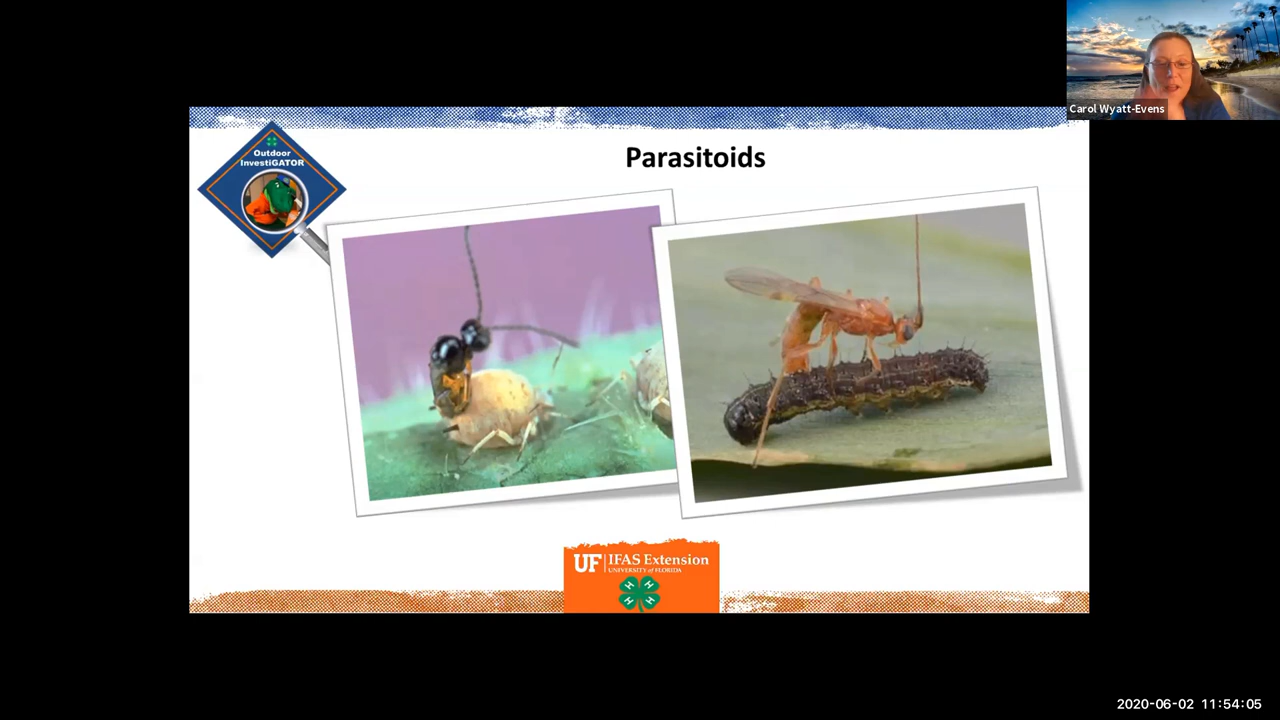 Carol Wyatt-Evens
Outdoor
InvestiGATOR
Parasitoids
UF IFAS Extension
UNIVERSITY of FLORIDA
H H
H H
2020-06-02 11:54:05